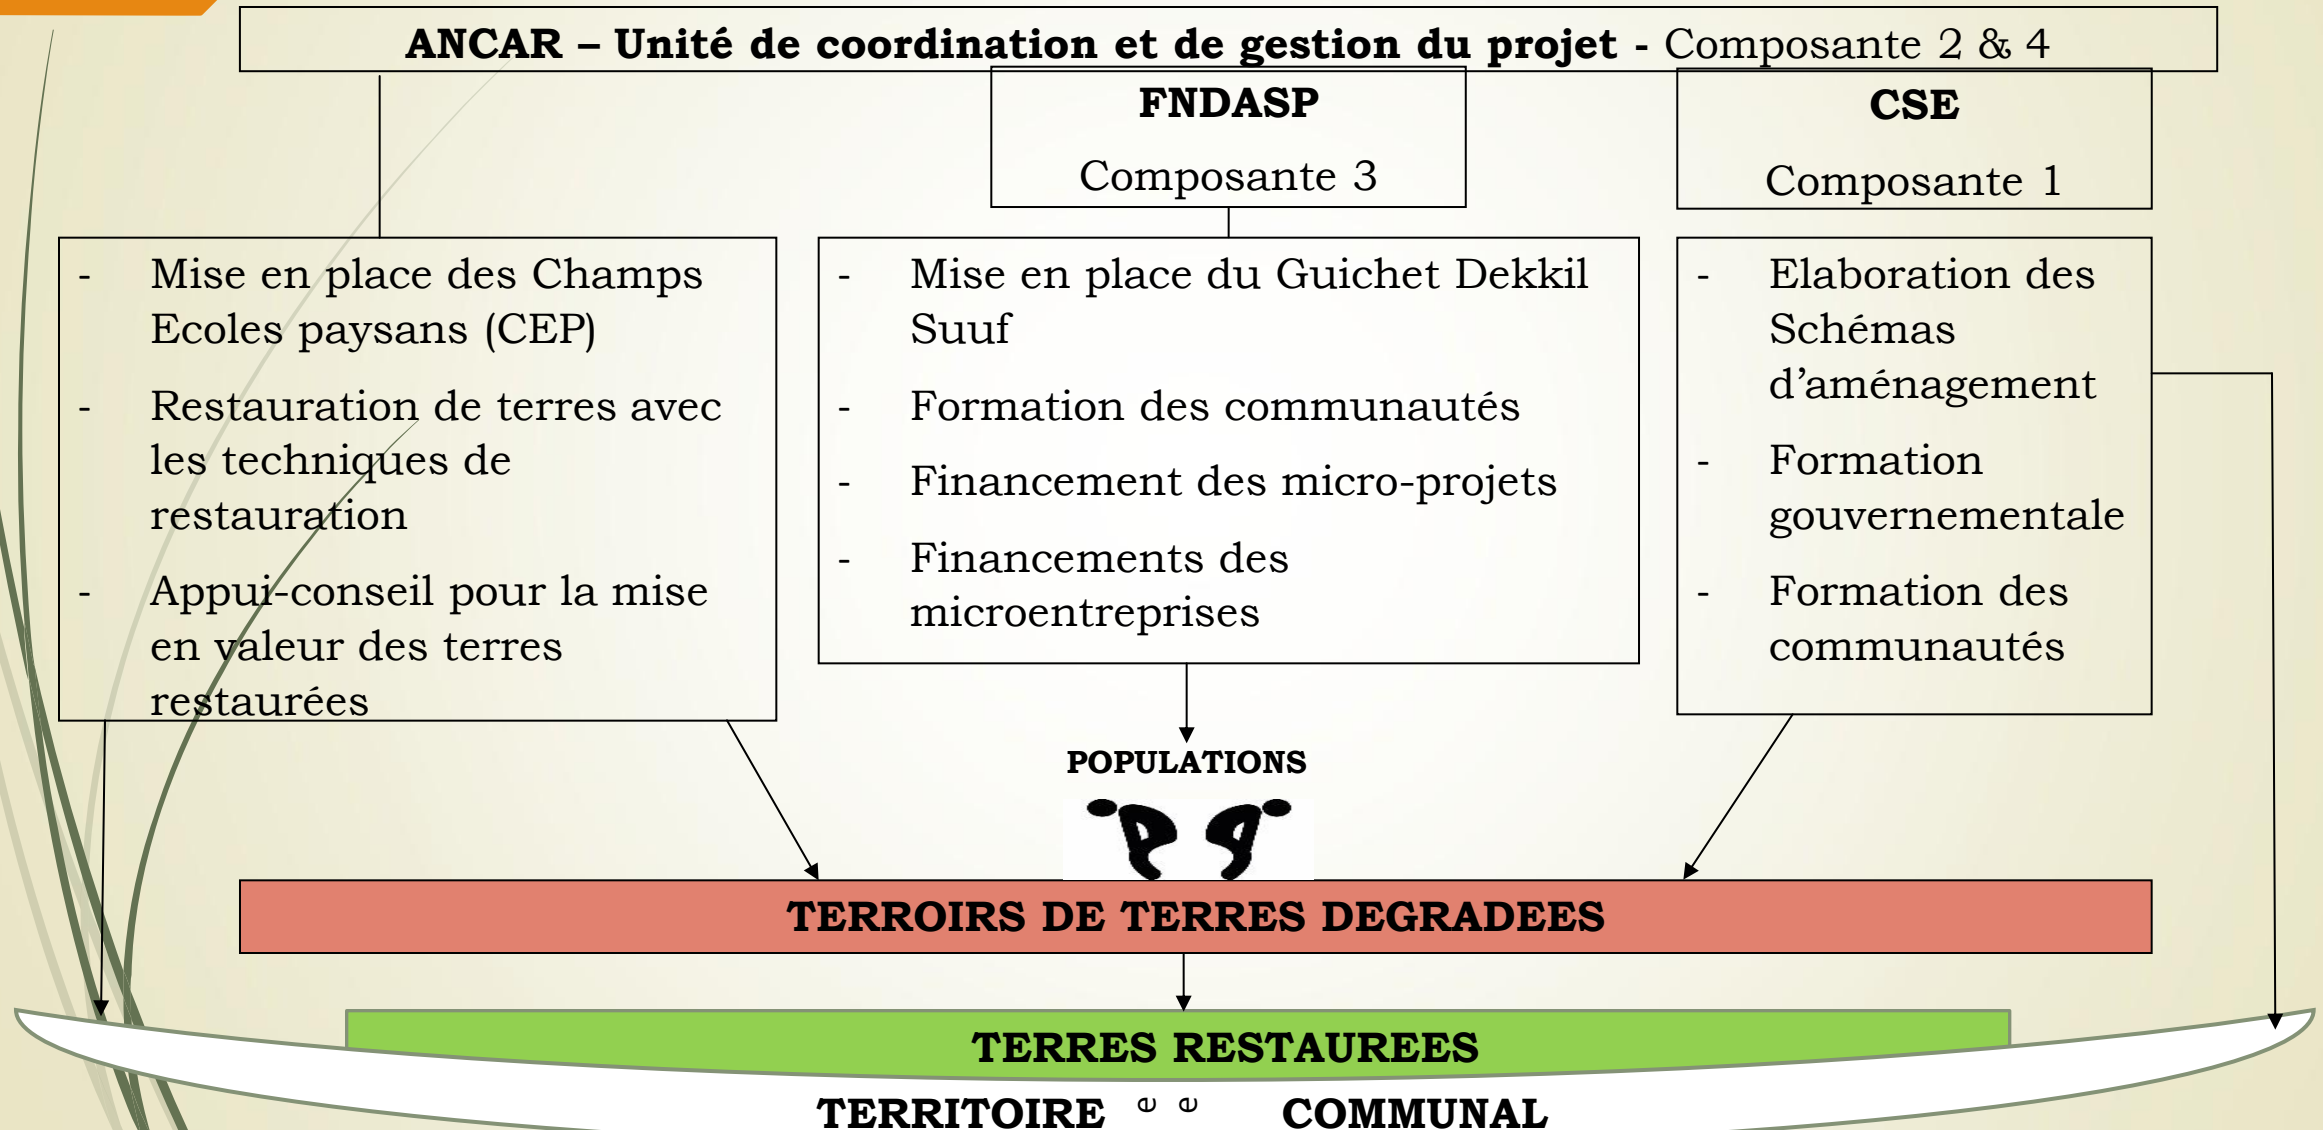 ANCAR – Unité de coordination et de gestion du projet - Composante 2 & 4
FNDASP
Composante 3
CSE
Composante 1
- Mise en place des Champs
Ecoles paysans (CEP)
- Restauration de terres avec
les techniques de
restauration
- Appui-conseil pour la mise
en valeur des terres
restaurées
- Mise en place du Guichet Dekkil
Suuf
- Formation des communautés
- Financement des micro-projets
- Financements des
microentreprises
- Elaboration des
Schémas
d’aménagement
- Formation
gouvernementale
- Formation des
communautés
POPULATIONS
TERROIRS DE TERRES DEGRADEES
TERRES RESTAUREES
TERRITOIRE e e COMMUNAL